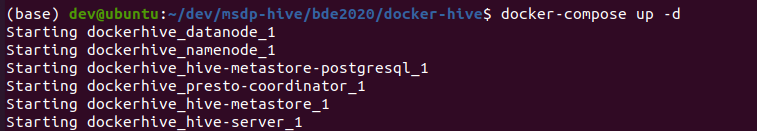 (base) dev@ubuntu:~/dev/msdp-hive/bde2020/docker-hive$ docker-compose up -d
Starting dockerhive_datanode_1
Starting dockerhive_namenode_1
Starting dockerhive_hive-metastore-postgresql_1
Starting dockerhive_presto-coordinator_1
Starting dockerhive_hive-metastore_1
Starting dockerhive_hive-server_1